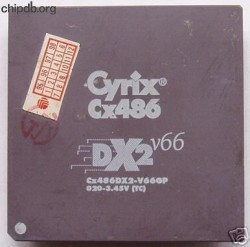 chipdb.org
Cyrix®
Cx486
DX2 v66
Cx486DX2-V66GP
020-3.45V (TC)